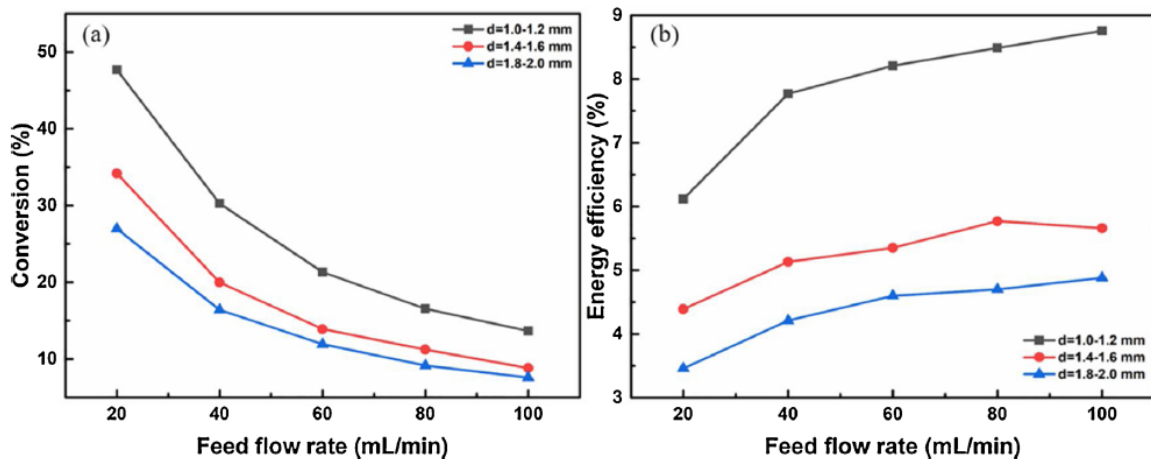 (a)
d=1.0-1.2 mm
d=1.4-1.6 mm
d=1.8-2.0 mm
50
40
30
20
10
Conversion (%)
20 40 60 80 100
Feed flow rate (mL/min)
(b)
9
8
7
6
5
4
3
Energy efficiency (%)
d=1.0-1.2 mm
d=1.4-1.6 mm
d=1.8-2.0 mm
20 40 60 80 100
Feed flow rate (mL/min)